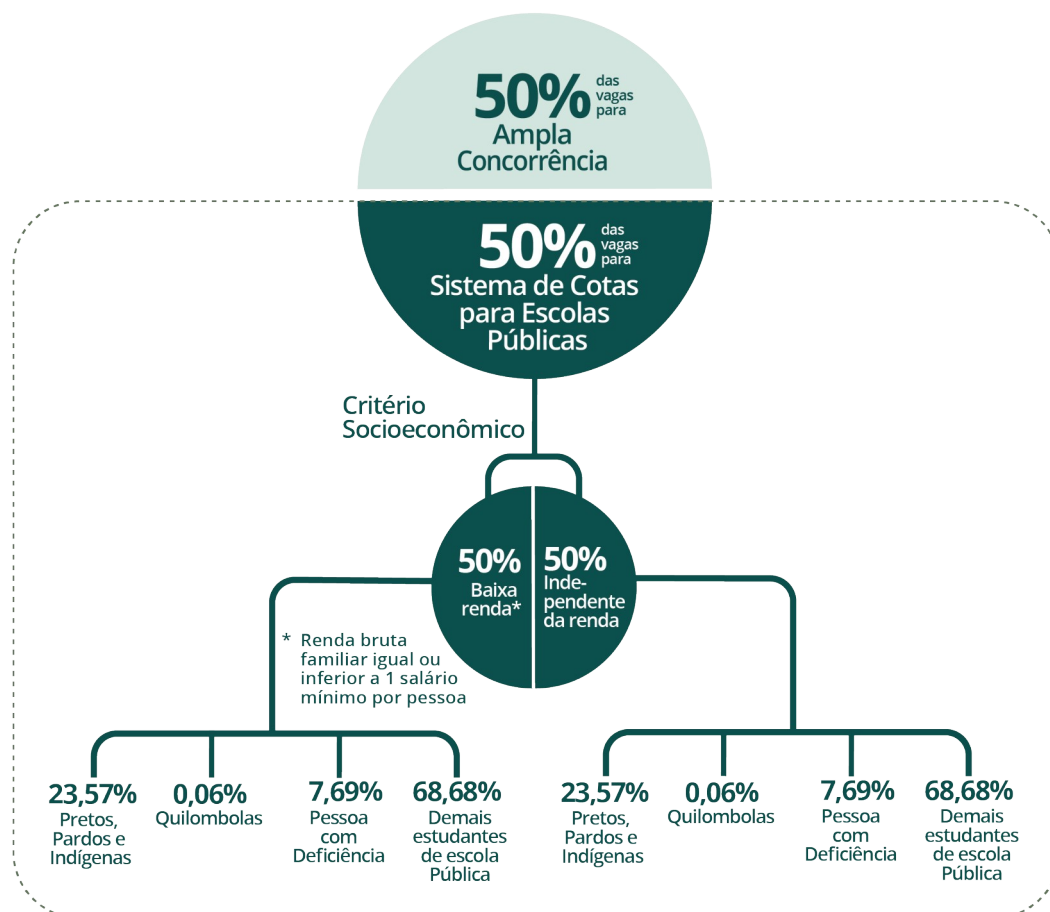 50% das
vagas
para
Ampla
Concorrência
50% das
vagas
para
Sistema de Cotas
para Escolas
Públicas
Critério
Socioeconômico
50%
Baixa
renda*
50%
Inde-
pendente
da renda
* Renda bruta
familiar igual ou
inferior a 1 salário
mínimo por pessoa
23,57%
Pretos,
Pardos e
Indígenas
0,06%
Quilombolas
7,69%
Pessoa
com
Deficiência
68,68%
Demais
estudantes
de escola
Pública
23,57%
Pretos,
Pardos e
Indígenas
0,06%
Quilombolas
7,69%
Pessoa
com
Deficiência
68,68%
Demais
estudantes
de escola
Pública